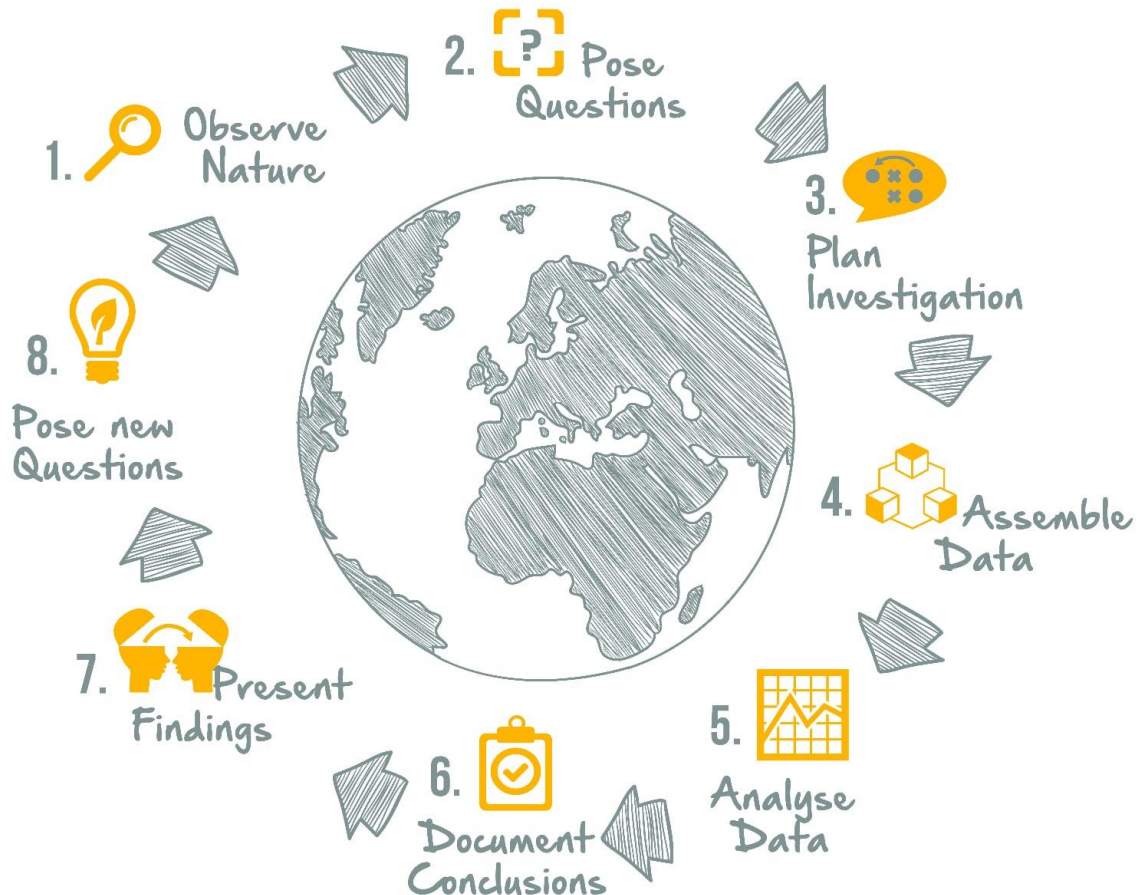 1. Observe
Nature
2. ? Pose
Questions
3.
Plan
Investigation
4. Assemble
Data
5.
Analyse
Data
6.
Document
Conclusions
7. Present
Findings
8.
Pose new
Questions